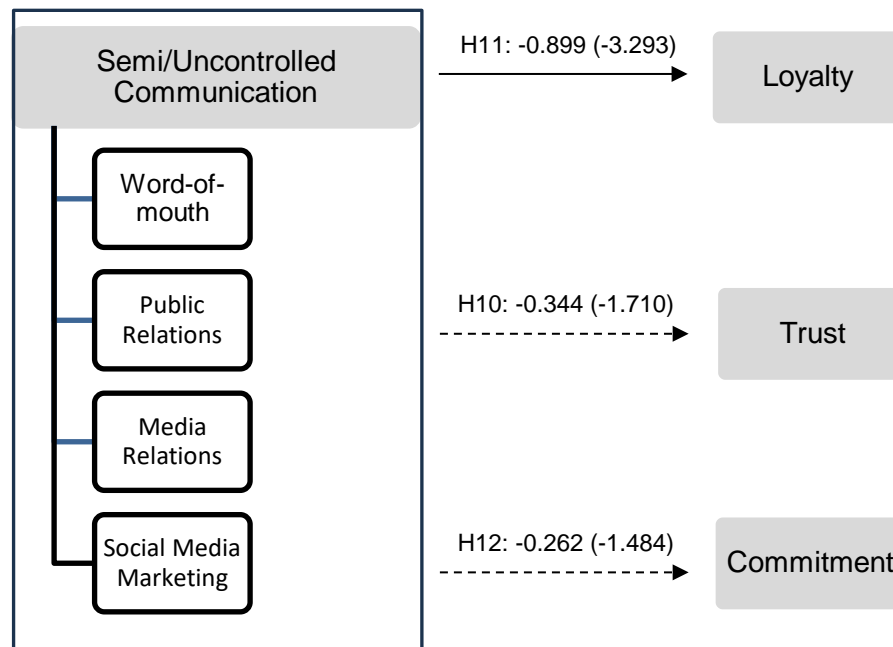 Semi/Uncontrolled
Communication
Word-of-
mouth
Public
Relations
Media
Relations
Social Media
Marketing
H11: -0.899 (-3.293)
Loyalty
H10: -0.344 (-1.710)
Trust
H12: -0.262 (-1.484)
Commitment